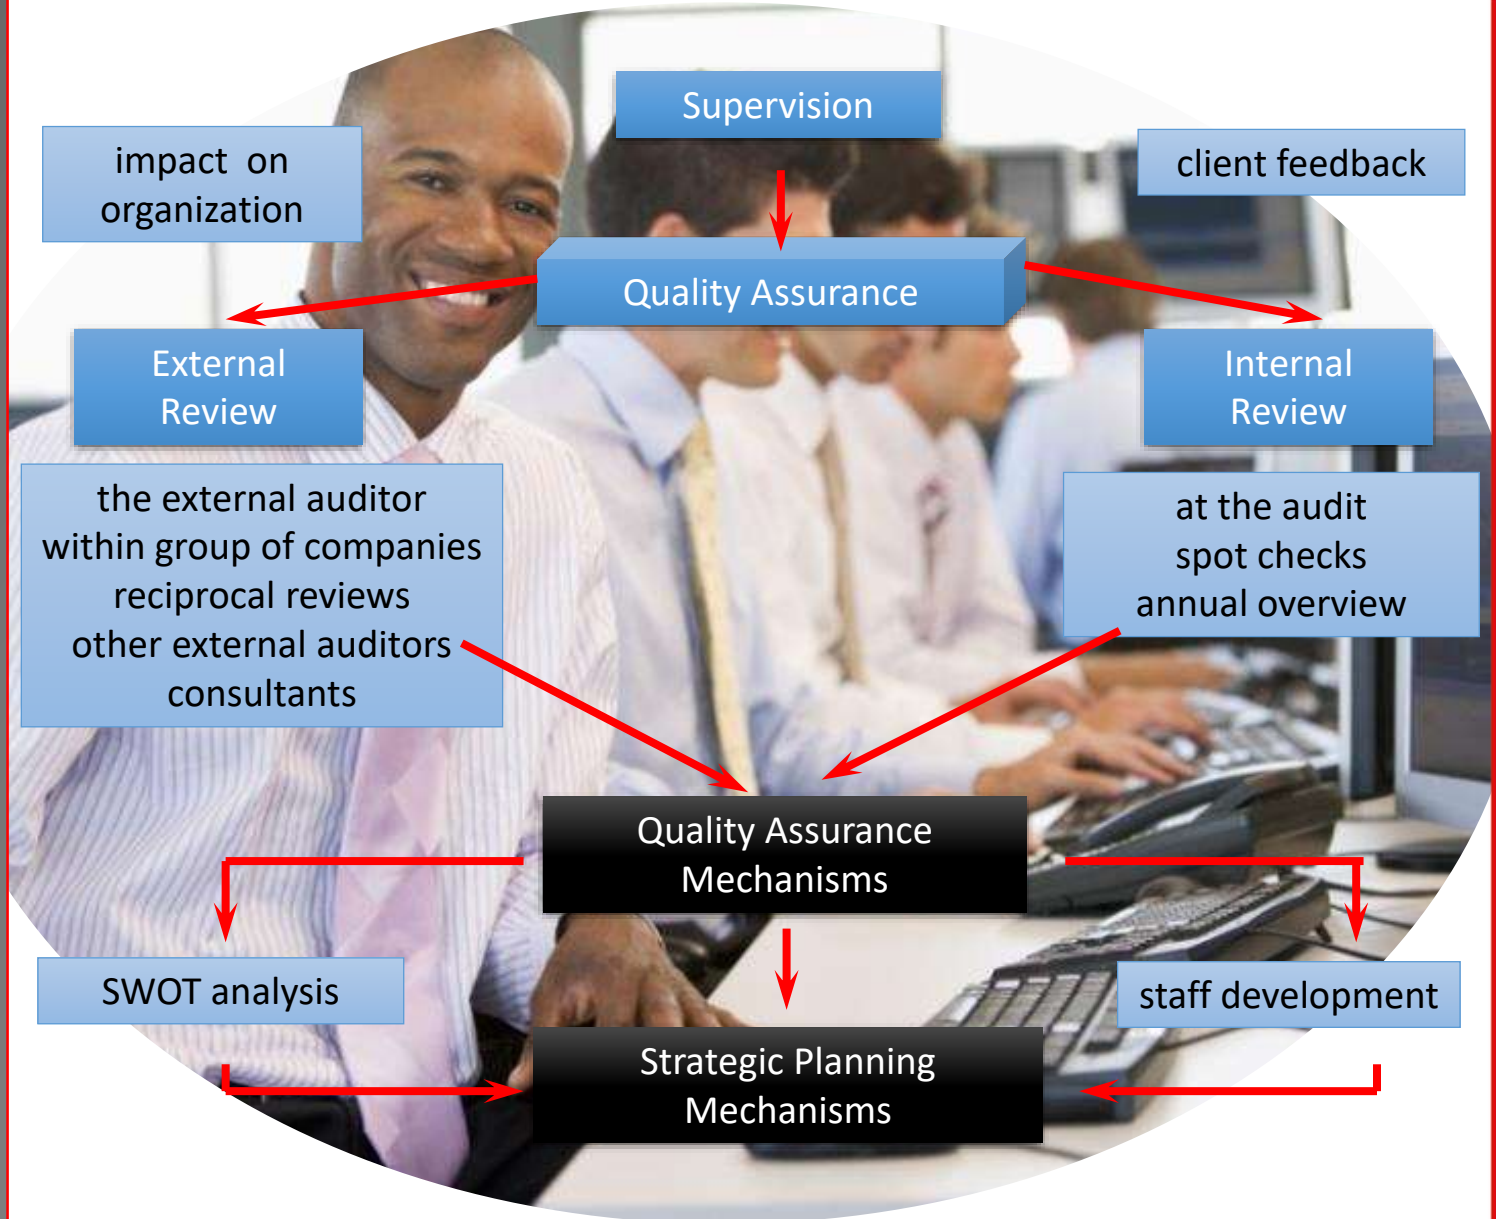 Supervision
impact on
organization
client feedback
Quality Assurance
External
Review
Internal
Review
the external auditor
within group of companies
reciprocal reviews
other external auditors
consultants
at the audit
spot checks
annual overview
Quality Assurance
Mechanisms
SWOT analysis
staff development
Strategic Planning
Mechanisms